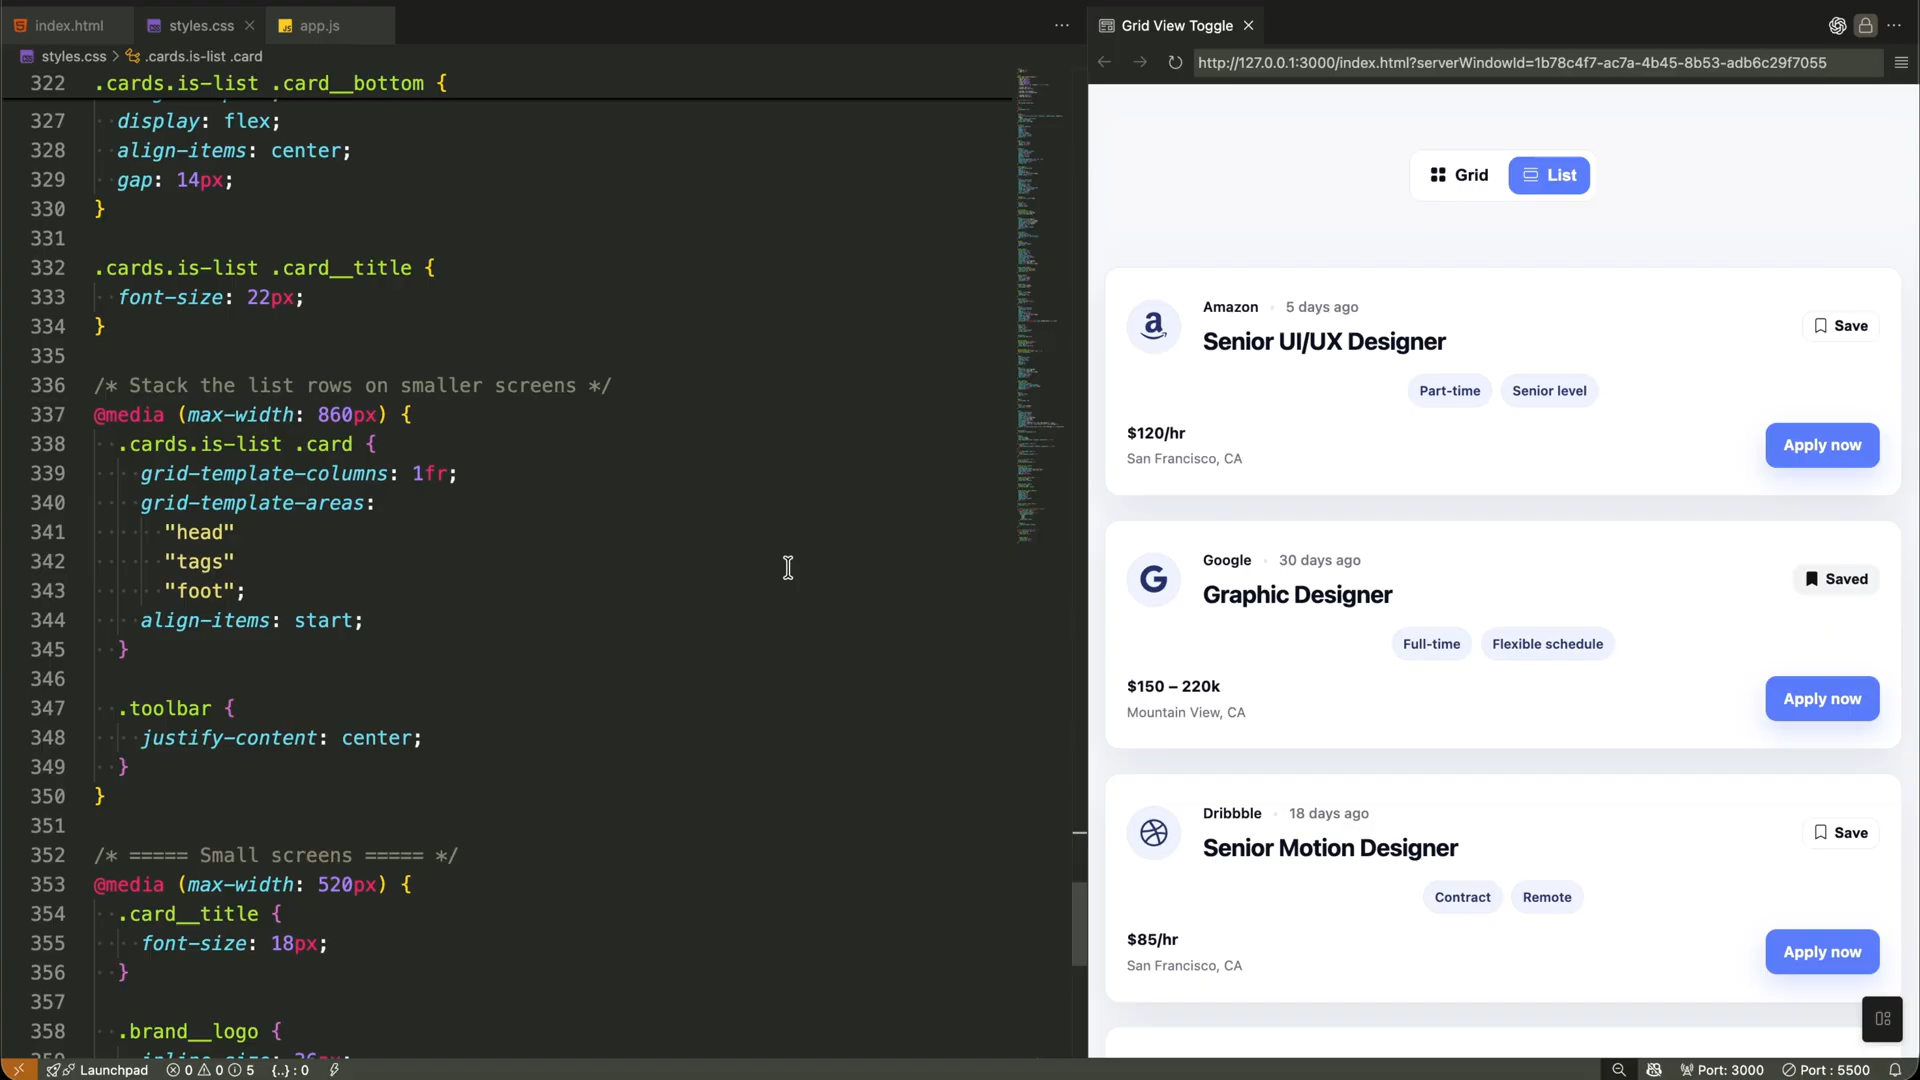 index.html
styles.css
app.js
styles.css > .cards.is-list .card
322 .cards.is-list .card__bottom {
327 display: flex;
328 align-items: center;
329 gap: 14px;
330 }
331
332 .cards.is-list .card__title {
333 font-size: 22px;
334 }
335
336 /* Stack the list rows on smaller screens */
337 @media (max-width: 860px) {
338 .cards.is-list .card {
339 grid-template-columns: 1fr;
340 grid-template-areas:
341 "head"
342 "tags"
343 "foot";
344 align-items: start;
345 }
346
347 .toolbar {
348 justify-content: center;
349 }
350 }
351
352 /* ===== Small screens ===== */
353 @media (max-width: 520px) {
354 .card__title {
355 font-size: 18px;
356 }
357
358 .brand__logo {
Launchpad
0 0 5
{..} : 0
Grid View Toggle
http://127.0.0.1:3000/index.html?serverWindowId=1b78c4f7-ac7a-4b45-8b53-adb6c29f7055
Grid
List
Amazon
5 days ago
Senior UI/UX Designer
Save
Part-time
Senior level
$120/hr
San Francisco, CA
Apply now
Google
30 days ago
Graphic Designer
Saved
Full-time
Flexible schedule
$150 – 220k
Mountain View, CA
Apply now
Dribbble
18 days ago
Senior Motion Designer
Save
Contract
Remote
$85/hr
San Francisco, CA
Apply now
Port: 3000
Port : 5500